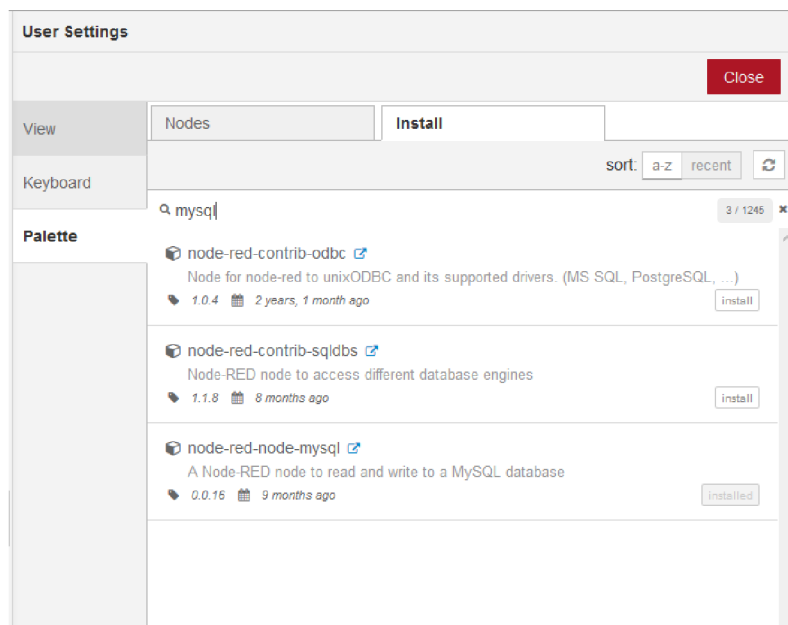 User Settings
Close
View
Keyboard
Palette
Nodes
Install
sort: a-z recent
mysql
3 / 1245
node-red-contrib-odbc
Node for node-red to unixODBC and its supported drivers. (MS SQL, PostgreSQL, ...)
1.0.4 2 years, 1 month ago
install
node-red-contrib-sqldbs
Node-RED node to access different database engines
1.1.8 8 months ago
install
node-red-node-mysql
A Node-RED node to read and write to a MySQL database
0.0.16 9 months ago
installed